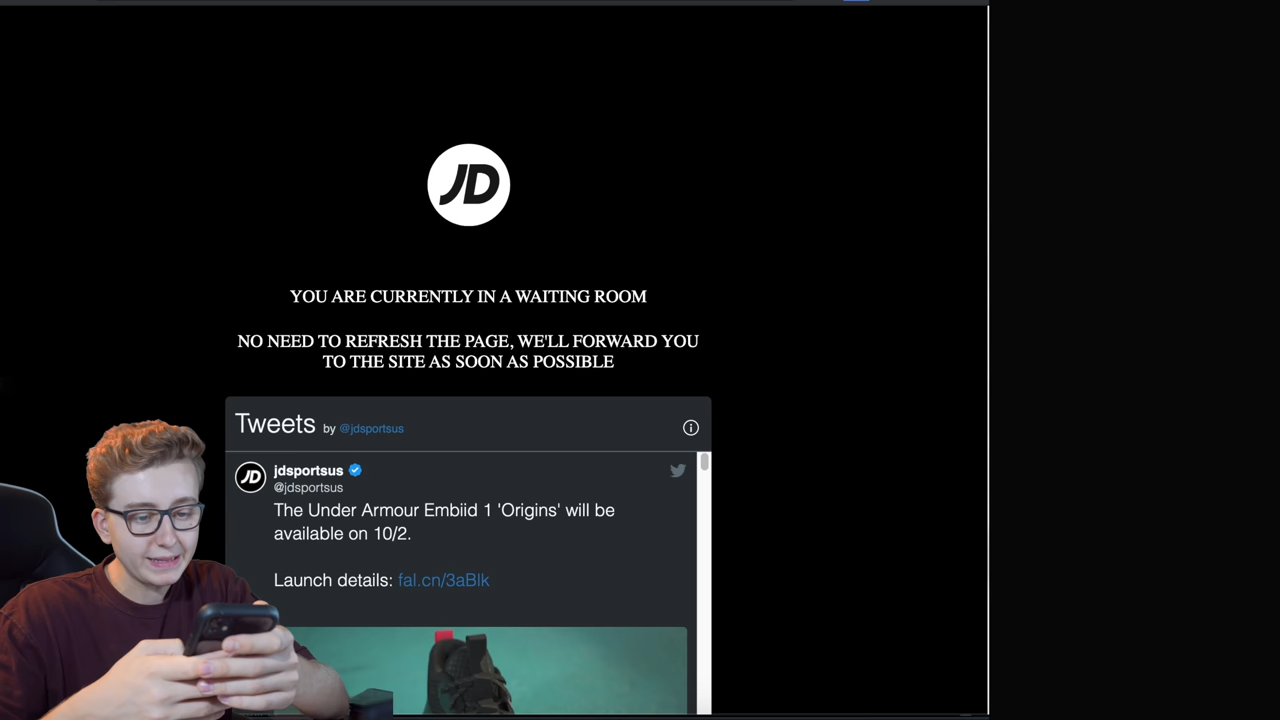 JD
YOU ARE CURRENTLY IN A WAITING ROOM
NO NEED TO REFRESH THE PAGE, WE'LL FORWARD YOU
TO THE SITE AS SOON AS POSSIBLE
Tweets by @jdsportsus
JD
jdsportsus
@jdsportsus
The Under Armour Embiid 1 'Origins' will be
available on 10/2.
Launch details: fal.cn/3aBlk